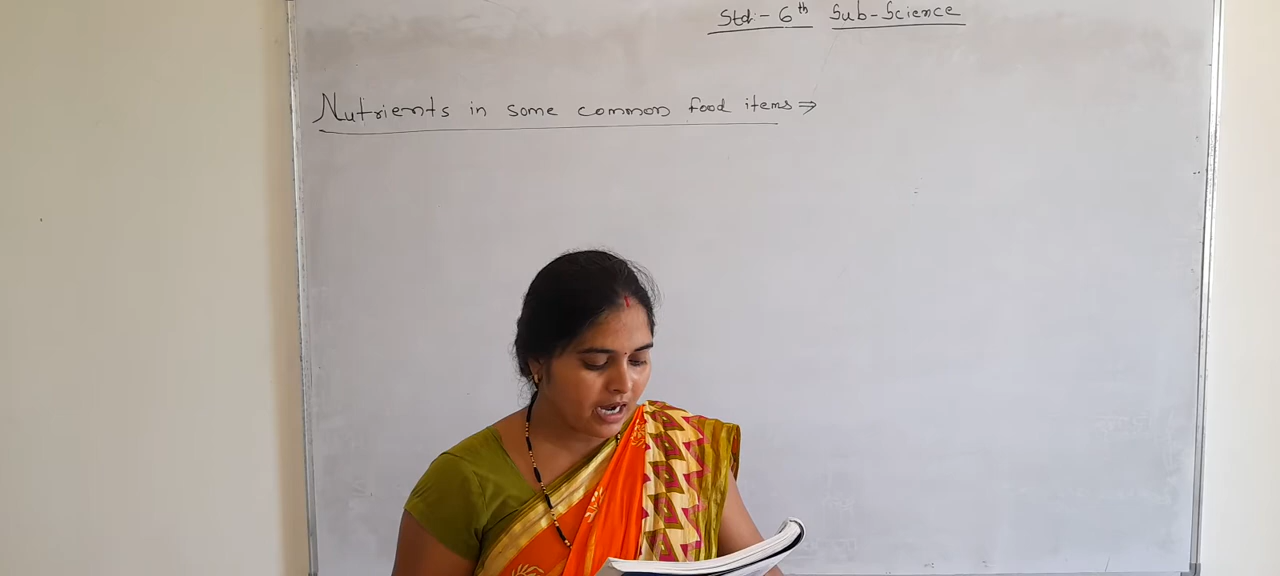 Std:- 6th Sub-Science
Nutrients in some common food items ⇒